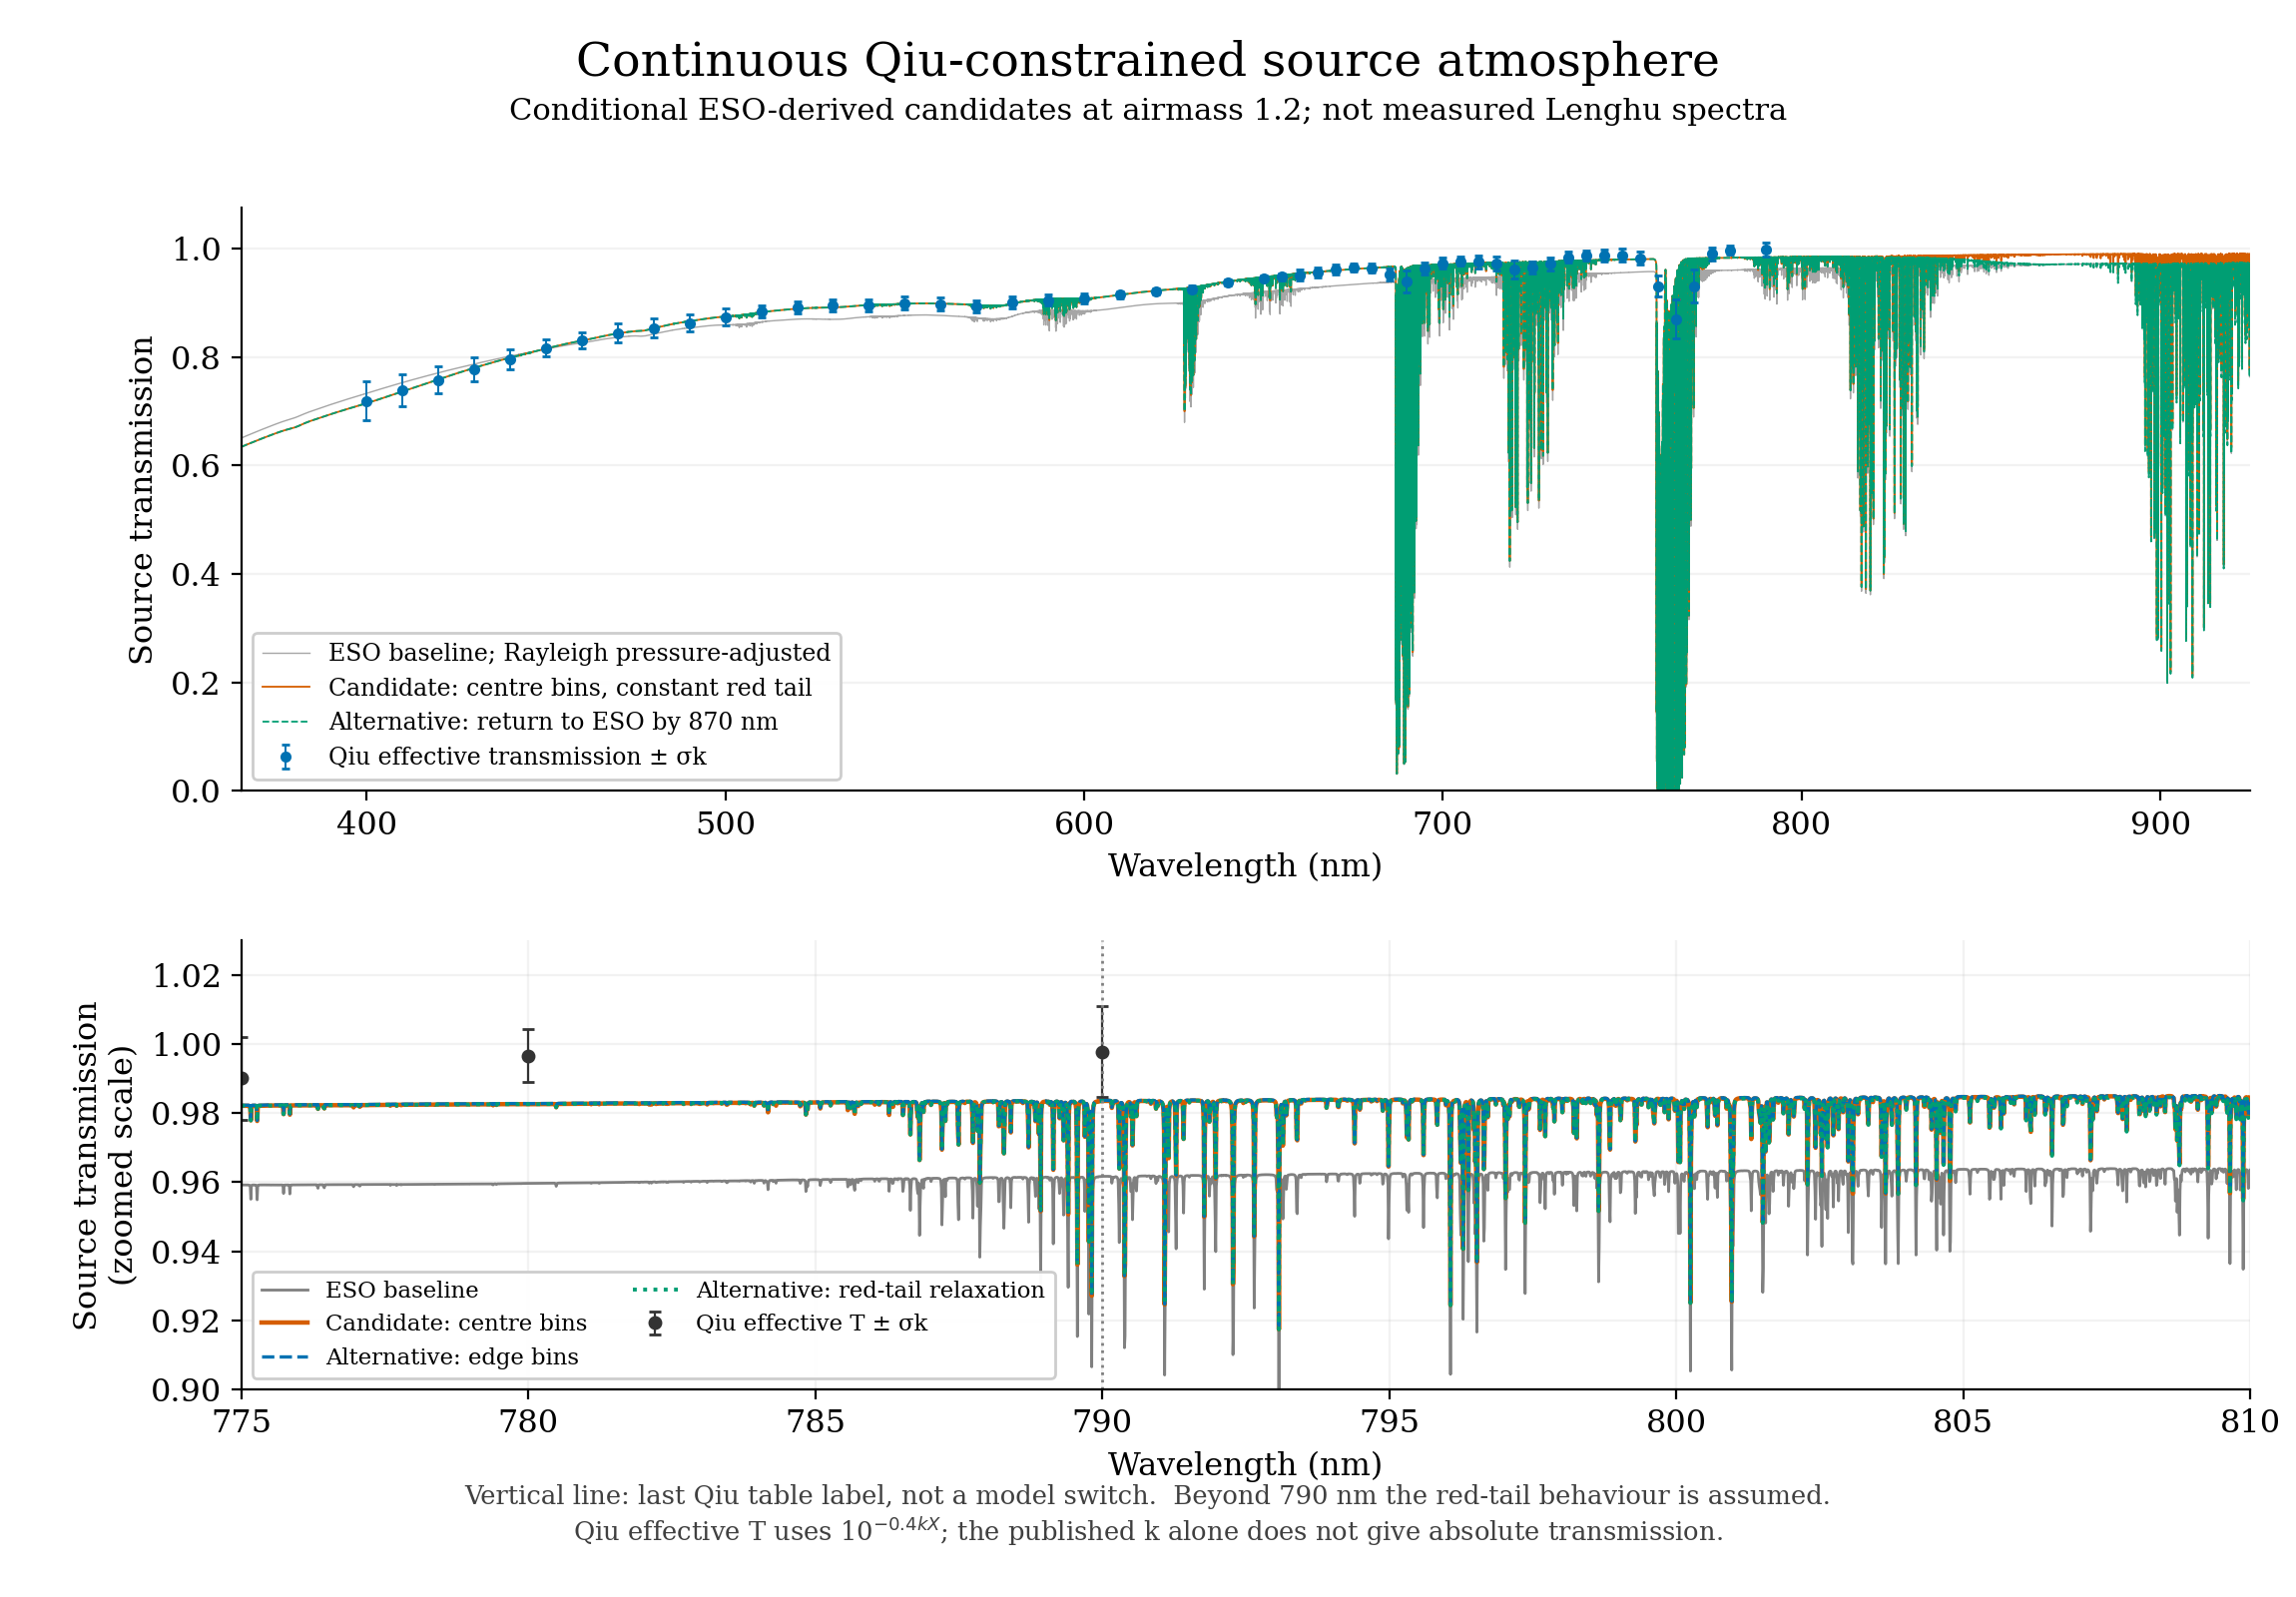 Continuous Qiu-constrained source atmosphere
Conditional ESO-derived candidates at airmass 1.2; not measured Lenghu spectra
Source transmission
1.0
0.8
0.6
0.4
0.2
0.0
ESO baseline; Rayleigh pressure-adjusted
Candidate: centre bins, constant red tail
Alternative: return to ESO by 870 nm
Qiu effective transmission ± σk
400 500 600 700 800 900
Wavelength (nm)
Source transmission
(zoomed scale)
1.02
1.00
0.98
0.96
0.94
0.92
0.90
ESO baseline
Candidate: centre bins
Alternative: edge bins
Alternative: red-tail relaxation
Qiu effective T ± σk
775 780 785 790 795 800 805 810
Wavelength (nm)
Vertical line: last Qiu table label, not a model switch. Beyond 790 nm the red-tail behaviour is assumed.
Qiu effective T uses 10^{−0.4kX}; the published k alone does not give absolute transmission.